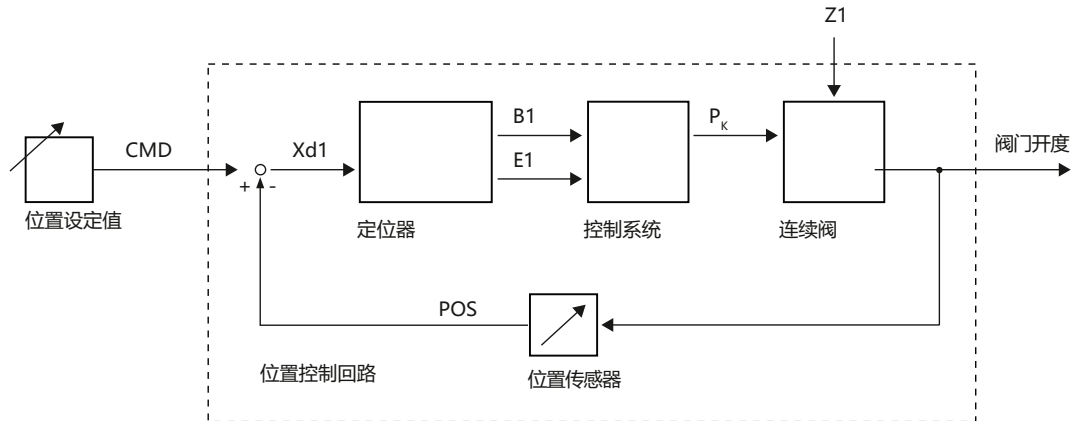 Z1
CMD
Xd1
B1
E1
P_K
阀门开度
+ -
位置设定值
定位器
控制系统
连续阀
POS
位置控制回路
位置传感器